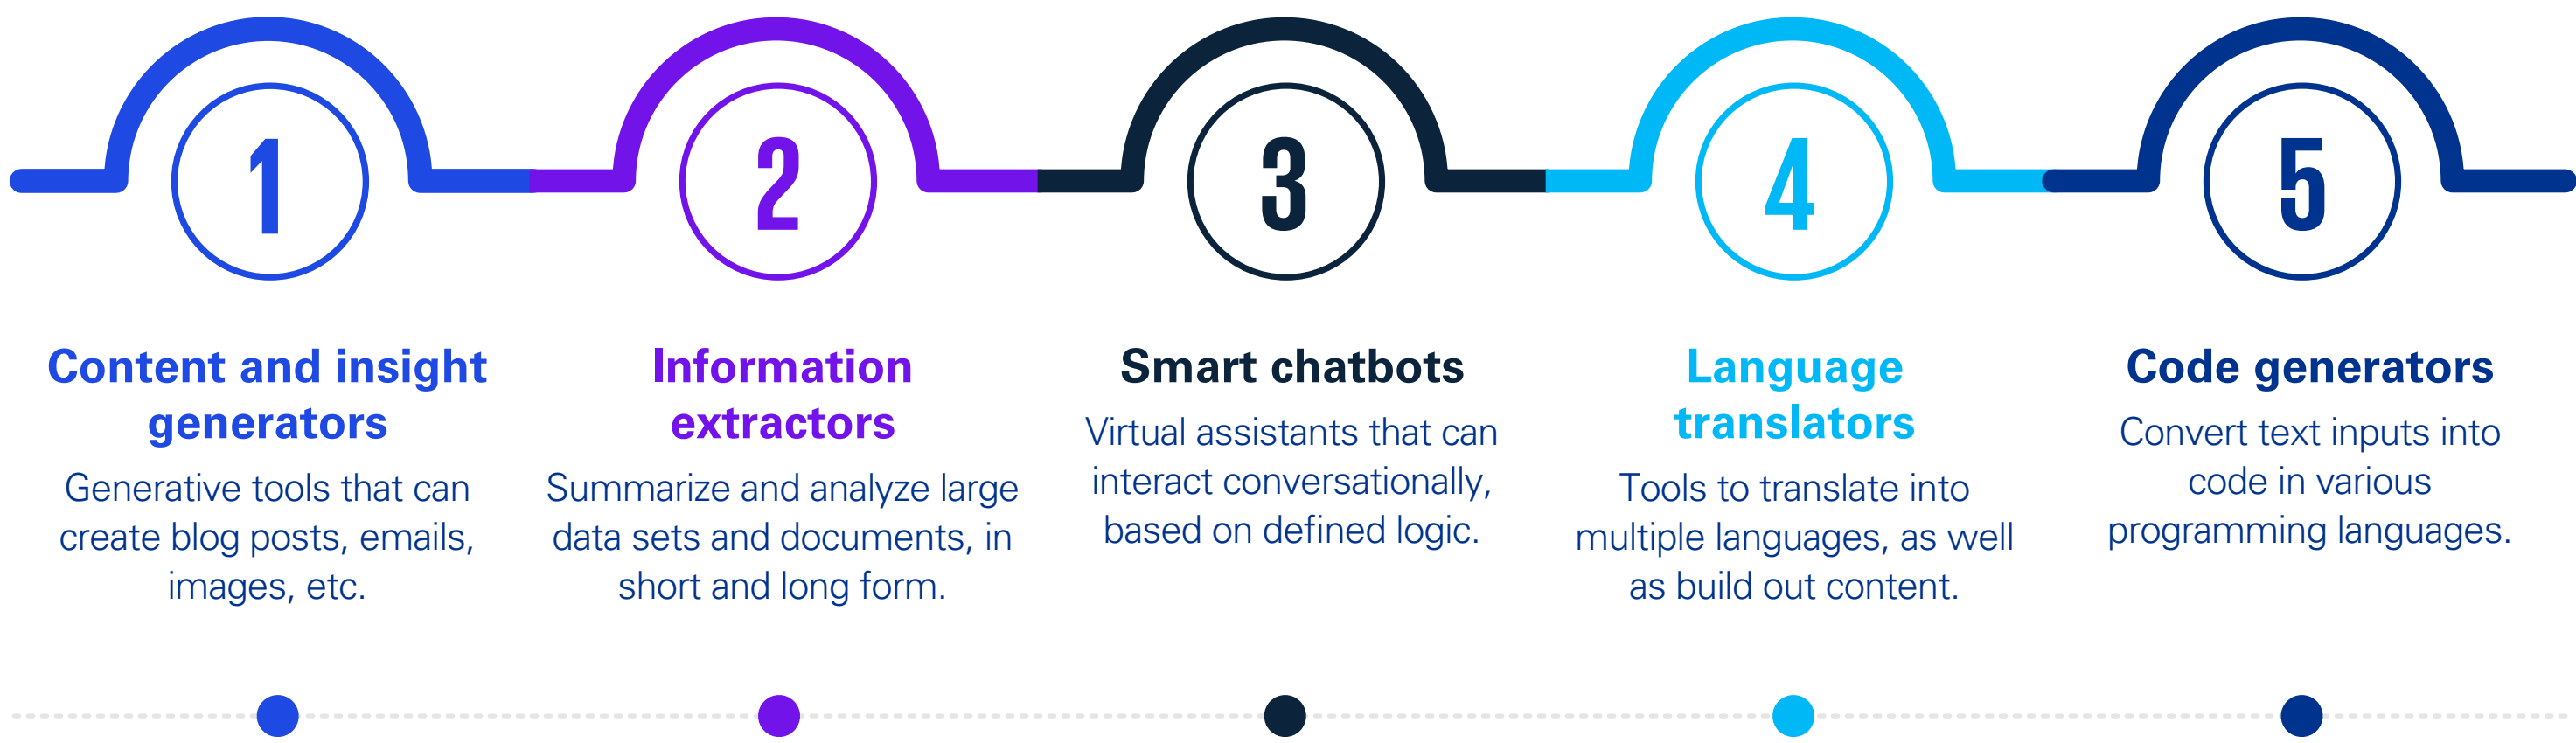 1
Content and insight
generators
Generative tools that can
create blog posts, emails,
images, etc.
2
Information
extractors
Summarize and analyze large
data sets and documents, in
short and long form.
3
Smart chatbots
Virtual assistants that can
interact conversationally,
based on defined logic.
4
Language
translators
Tools to translate into
multiple languages, as well
as build out content.
5
Code generators
Convert text inputs into
code in various
programming languages.